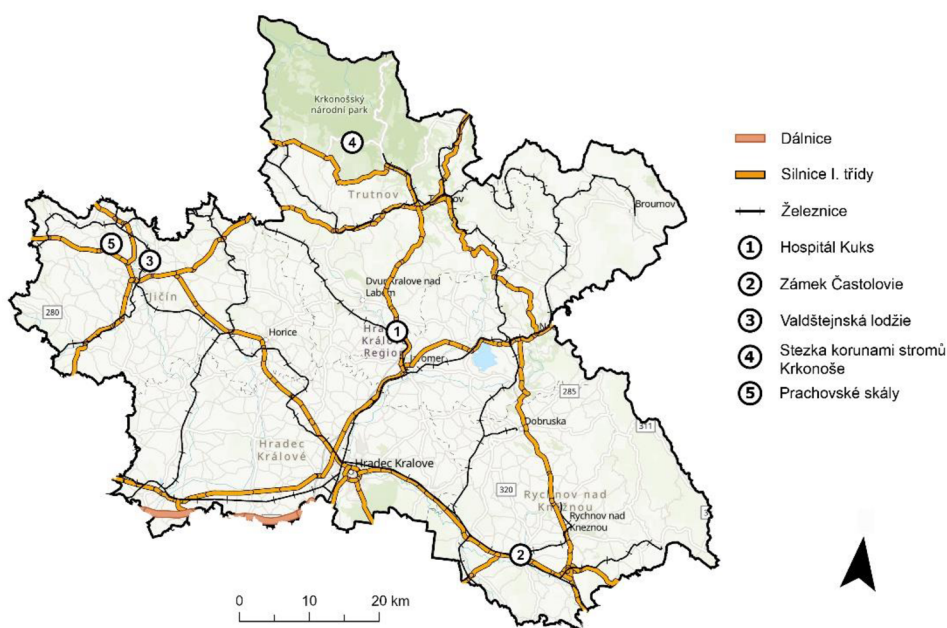 Krkonošský
národní park
4
Trutnov
Broumov
5
3
Jičín
280
Dvur Kralove nad
Labem
Horice
1
Region
285
Dobruska
311
Hradec
Králové
Hradec Kralove
320
Rychnov nad
Kněžnou
Rychnov nad
Kneznou
2
0 10 20 km
Dálnice
Silnice I. třídy
Železnice
1 Hospitál Kuks
2 Zámek Častolovie
3 Valdštejnská lodžie
4 Stezka korunami stromů
Krkonoše
5 Prachovské skály